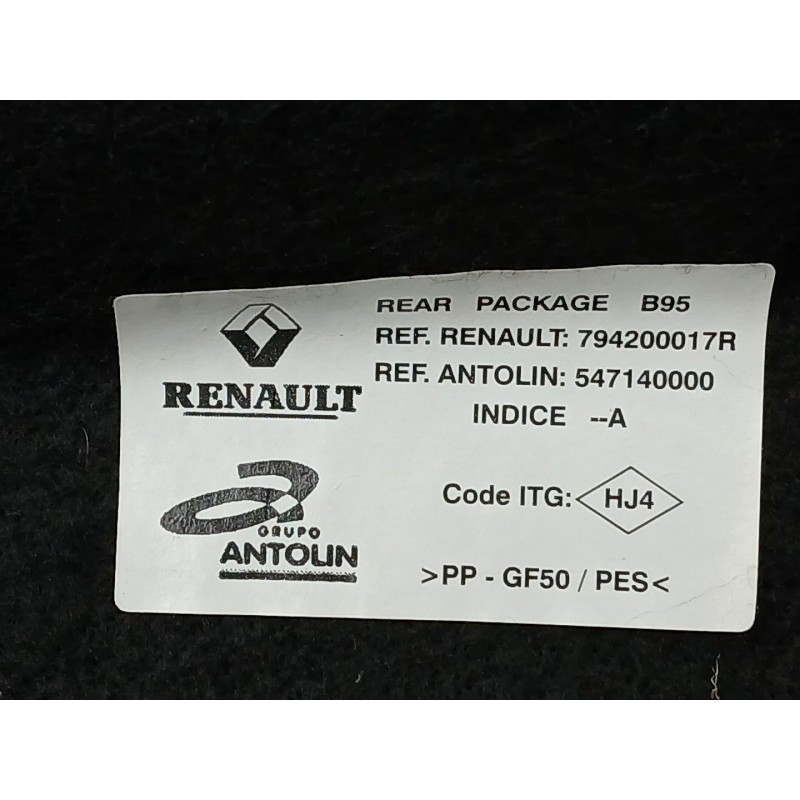 REAR PACKAGE B95
REF. RENAULT: 794200017R
REF. ANTOLIN: 547140000
INDICE --A
RENAULT
Code ITG: HJ4
GRUPO
ANTOLIN
>PP - GF50 / PES<